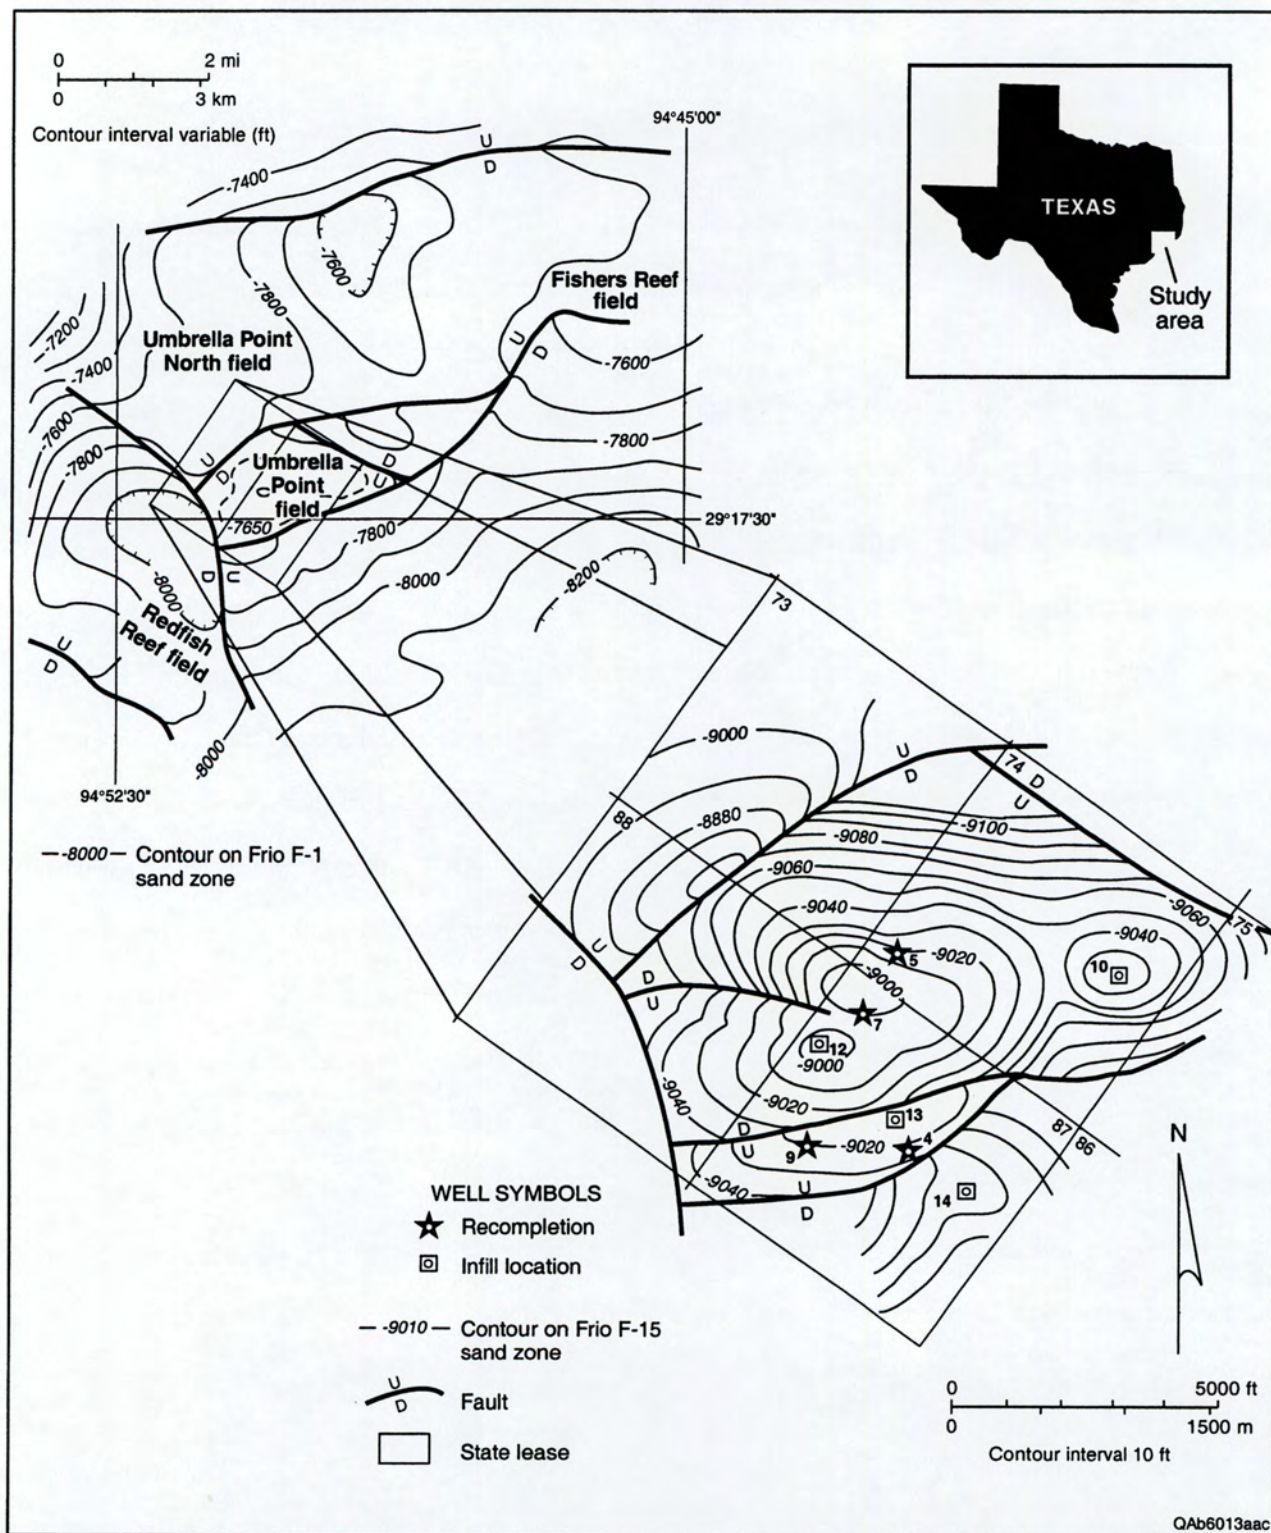 0 2 mi
0 3 km
Contour interval variable (ft)
94°45'00"
TEXAS
Study
area
U
D
-7400
-7600
-7800
-7200
-7400
-7600
-7800
Umbrella Point
North field
Fishers Reef
field
U
D
-7600
-7800
U
D
Umbrella
Point
field
D
U
-7650
-7800
29°17'30"
-8000
-8200
D
U
-8000
Redfish
Reef field
U
D
-8000
94°52'30"
-8000 Contour on Frio F-1
sand zone
73
-9000
U
D
74
D
U
88
-8880
-9100
-9080
-9060
-9060
75
-9040
-9040
5
-9020
10
-9000
U
D
D
U
7
12
-9000
-9040
-9020
13
D
U
9
-9020
4
87
86
-9040
U
D
14
N
WELL SYMBOLS
Recompletion
Infill location
-9010 Contour on Frio F-15
sand zone
U
D
Fault
State lease
0 5000 ft
0 1500 m
Contour interval 10 ft
QAb6013aac